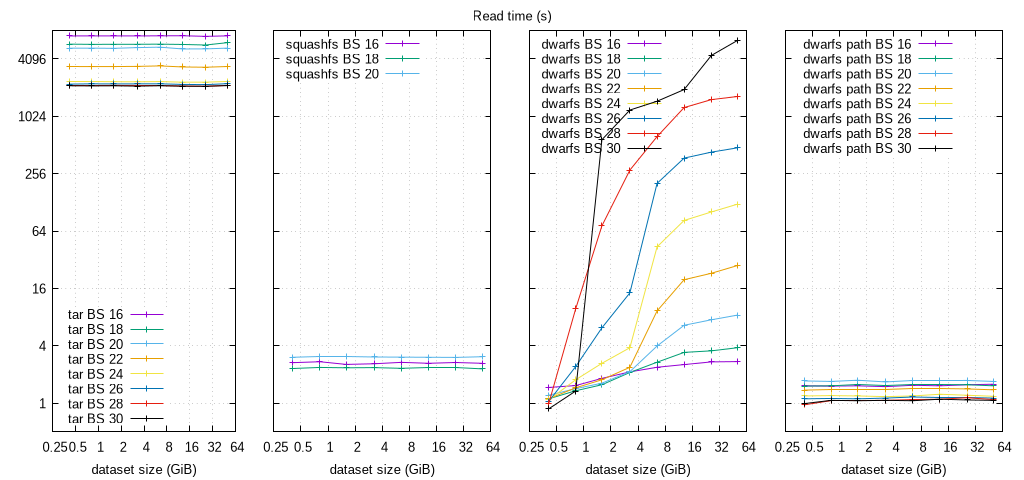 Read time (s)
4096
1024
256
64
16
4
1
tar BS 16
tar BS 18
tar BS 20
tar BS 22
tar BS 24
tar BS 26
tar BS 28
tar BS 30
0.25 0.5 1 2 4 8 16 32 64
dataset size (GiB)
squashfs BS 16
squashfs BS 18
squashfs BS 20
0.25 0.5 1 2 4 8 16 32 64
dataset size (GiB)
dwarfs BS 16
dwarfs BS 18
dwarfs BS 20
dwarfs BS 22
dwarfs BS 24
dwarfs BS 26
dwarfs BS 28
dwarfs BS 30
0.25 0.5 1 2 4 8 16 32 64
dataset size (GiB)
dwarfs path BS 16
dwarfs path BS 18
dwarfs path BS 20
dwarfs path BS 22
dwarfs path BS 24
dwarfs path BS 26
dwarfs path BS 28
dwarfs path BS 30
0.25 0.5 1 2 4 8 16 32 64
dataset size (GiB)